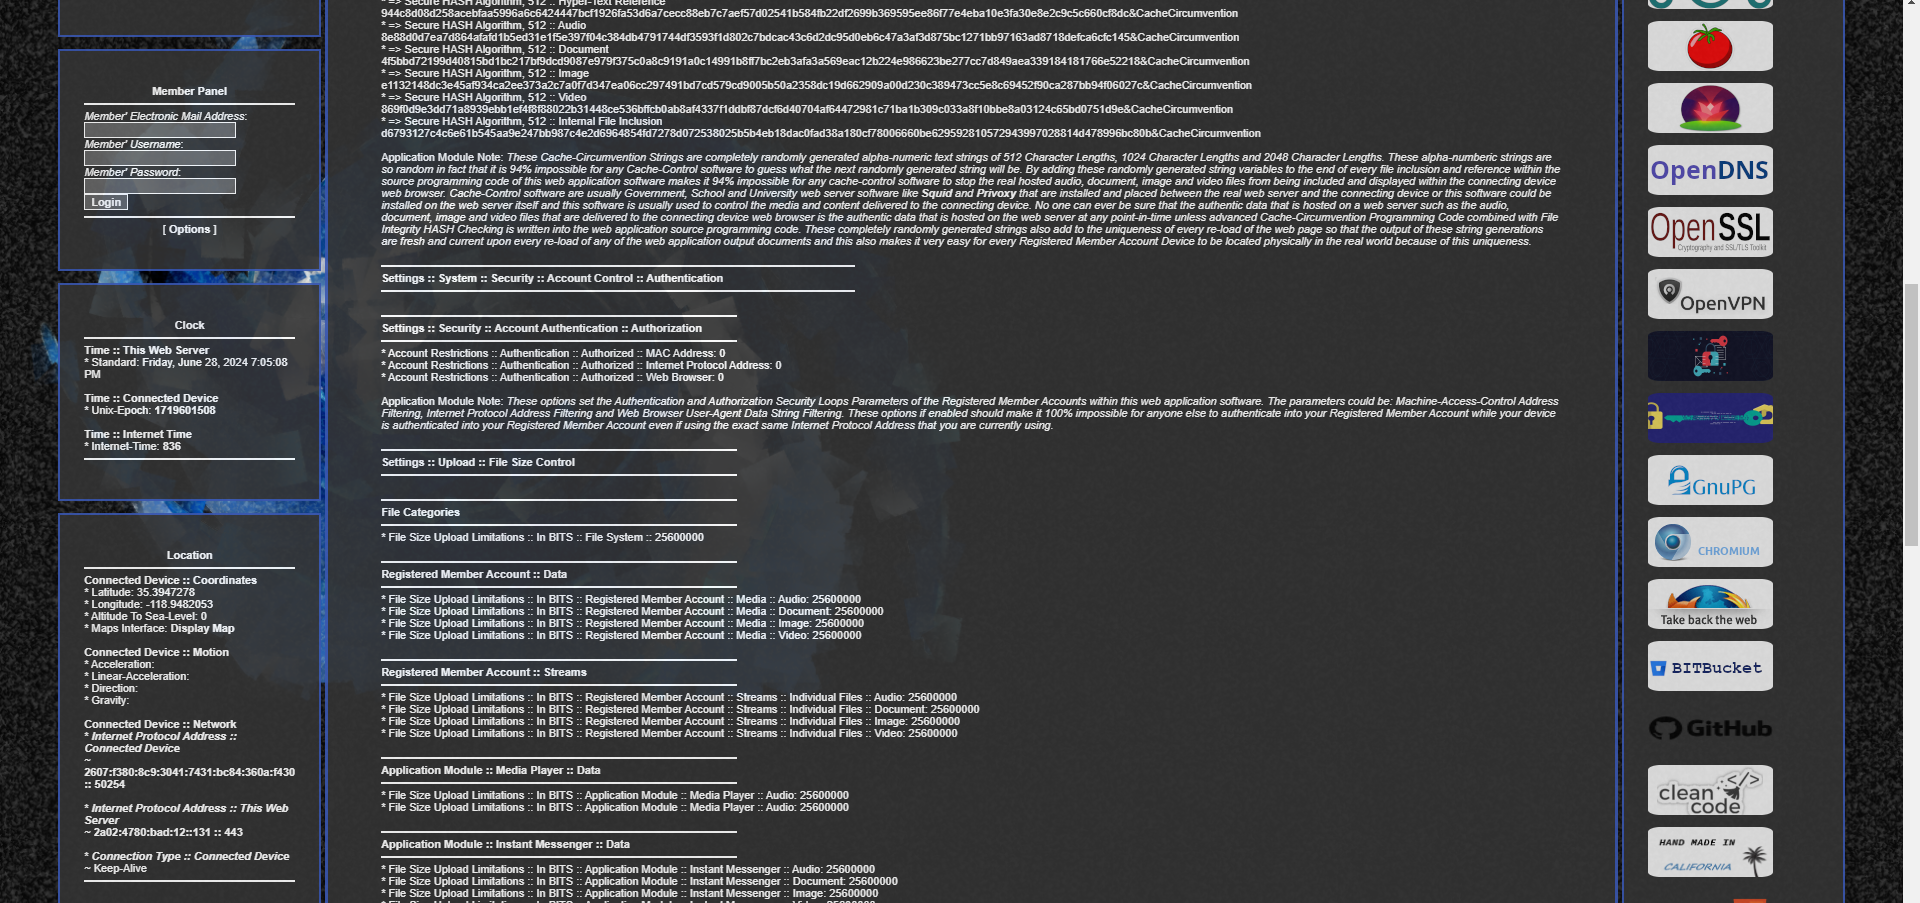 Member Panel
Member' Electronic Mail Address:
Member' Username:
Member' Password:
Login
[ Options ]
Clock
Time :: This Web Server
* Standard: Friday, June 28, 2024 7:05:08
PM
Time :: Connected Device
* Unix-Epoch: 1719601508
Time :: Internet Time
* Internet-Time: 836
Location
Connected Device :: Coordinates
* Latitude: 35.3947278
* Longitude: -118.9482053
* Altitude To Sea-Level: 0
* Maps Interface: Display Map
Connected Device :: Motion
* Acceleration:
* Linear-Acceleration:
* Direction:
* Gravity:
Connected Device :: Network
* Internet Protocol Address ::
Connected Device
~
2607:f380:8c9:3041:7431:bc84:360a:f430
:: 50254
* Internet Protocol Address :: This Web
Server
~ 2a02:4780:bad:12::131 :: 443
* Connection Type :: Connected Device
~ Keep-Alive
* => Secure HASH Algorithm, 512 :: Hyper-Text Reference
944c8d08d258acebfaa5996a6c6424447bcf1926fa53d6a7cecc88eb7c7aef57d02541b584fb22df2699b369595ee86f77e4eba10e3fa30e8e2c9c5c660cf8dc&CacheCircumvention
* => Secure HASH Algorithm, 512 :: Audio
8e88d0d7ea7d864afafd1b5ed31e1f5e397f04c384db4791744df3593f1d802c7bdcac43c6d2dc95d0eb6c47a3af3d875bc1271bb97163ad8718defca6cfc145&CacheCircumvention
* => Secure HASH Algorithm, 512 :: Document
4f5bbd72199d40815bd1bc217bf9dcd9087e979f375c0a8c9191a0c14991b8ff7bc2eb3afa3a569eac12b224e986623be277cc7d849aea339184181766e52218&CacheCircumvention
* => Secure HASH Algorithm, 512 :: Image
e1132148dc3e45af934ca2ee373a2c7a0f7d347ea06cc297491bd7cd579cd9005b50a2358dc19d662909a00d230c389473cc5e8c69452f90ca287bb94f06027c&CacheCircumvention
* => Secure HASH Algorithm, 512 :: Video
869f0d9e3dd71a8939ebb1ef4f8f88022b31448ce536bffcb0ab8af4337f1ddbf87dcf6d40704af64472981c71ba1b309c033a8f10bbe8a03124c65bd0751d9e&CacheCircumvention
* => Secure HASH Algorithm, 512 :: Internal File Inclusion
d6793127c4c6e61b545aa9e247bb987c4e2d6964854fd7278d072538025b5b4eb18dac0fad38a180cf78006660be629592810572943997028814d478996bc80b&CacheCircumvention
Application Module Note: These Cache-Circumvention Strings are completely randomly generated alpha-numeric text strings of 512 Character Lengths, 1024 Character Lengths and 2048 Character Lengths. These alpha-numberic strings are
so random in fact that it is 94% impossible for any Cache-Control software to guess what the next randomly generated string will be. By adding these randomly generated string variables to the end of every file inclusion and reference within the
source programming code of this web application software makes it 94% impossible for any cache-control software to stop the real hosted audio, document, image and video files from being included and displayed within the connecting device
web browser. Cache-Control software are usually Government, School and University web server software like Squid and Privoxy that are installed and placed between the real web server and the connecting device or this software could be
installed on the web server itself and this software is usually used to control the media and content delivered to the connecting device. No one can ever be sure that the authentic data that is hosted on a web server such as the audio,
document, image and video files that are delivered to the connecting device web browser is the authentic data that is hosted on the web server at any point-in-time unless advanced Cache-Circumvention Programming Code combined with File
Integrity HASH Checking is written into the web application source programming code. These completely randomly generated strings also add to the uniqueness of every re-load of the web page so that the output of these string generations
are fresh and current upon every re-load of any of the web application output documents and this also makes it very easy for every Registered Member Account Device to be located physically in the real world because of this uniqueness.
Settings :: System :: Security :: Account Control :: Authentication
Settings :: Security :: Account Authentication :: Authorization
* Account Restrictions :: Authentication :: Authorized :: MAC Address: 0
* Account Restrictions :: Authentication :: Authorized :: Internet Protocol Address: 0
* Account Restrictions :: Authentication :: Authorized :: Web Browser: 0
Application Module Note: These options set the Authentication and Authorization Security Loops Parameters of the Registered Member Accounts within this web application software. The parameters could be: Machine-Access-Control Address
Filtering, Internet Protocol Address Filtering and Web Browser User-Agent Data String Filtering. These options if enabled should make it 100% impossible for anyone else to authenticate into your Registered Member Account while your device
is authenticated into your Registered Member Account even if using the exact same Internet Protocol Address that you are currently using.
Settings :: Upload :: File Size Control
File Categories
* File Size Upload Limitations :: In BITS :: File System :: 25600000
Registered Member Account :: Data
* File Size Upload Limitations :: In BITS :: Registered Member Account :: Media :: Audio: 25600000
* File Size Upload Limitations :: In BITS :: Registered Member Account :: Media :: Document: 25600000
* File Size Upload Limitations :: In BITS :: Registered Member Account :: Media :: Image: 25600000
* File Size Upload Limitations :: In BITS :: Registered Member Account :: Media :: Video: 25600000
Registered Member Account :: Streams
* File Size Upload Limitations :: In BITS :: Registered Member Account :: Streams :: Individual Files :: Audio: 25600000
* File Size Upload Limitations :: In BITS :: Registered Member Account :: Streams :: Individual Files :: Document: 25600000
* File Size Upload Limitations :: In BITS :: Registered Member Account :: Streams :: Individual Files :: Image: 25600000
* File Size Upload Limitations :: In BITS :: Registered Member Account :: Streams :: Individual Files :: Video: 25600000
Application Module :: Media Player :: Data
* File Size Upload Limitations :: In BITS :: Application Module :: Media Player :: Audio: 25600000
* File Size Upload Limitations :: In BITS :: Application Module :: Media Player :: Audio: 25600000
Application Module :: Instant Messenger :: Data
* File Size Upload Limitations :: In BITS :: Application Module :: Instant Messenger :: Audio: 25600000
* File Size Upload Limitations :: In BITS :: Application Module :: Instant Messenger :: Document: 25600000
* File Size Upload Limitations :: In BITS :: Application Module :: Instant Messenger :: Image: 25600000
OpenDNS
OpenSSL
Cryptography and SSL/TLS Toolkit
OpenVPN
GnuPG
CHROMIUM
Take back the web
BITBucket
GitHub
clean
code
HAND MADE IN
CALIFORNIA